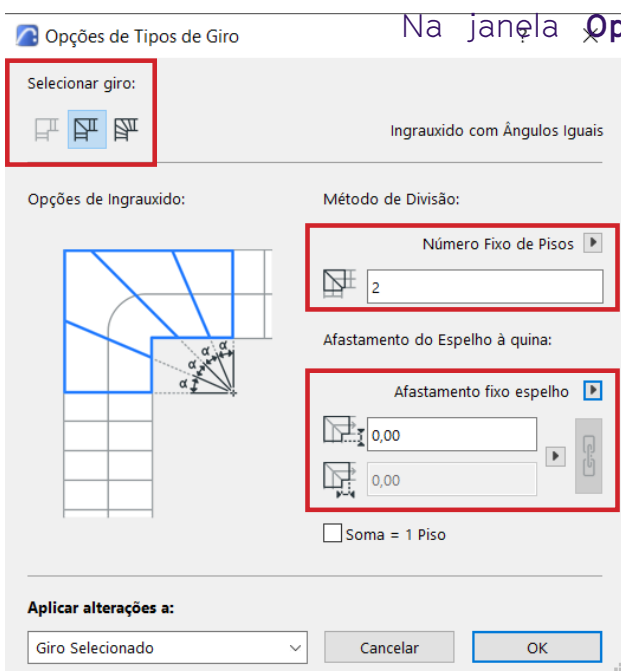 Na janela Op
Opções de Tipos de Giro
Selecionar giro:
Ingrauxido com Ângulos Iguais
Opções de Ingrauxido:
Método de Divisão:
Número Fixo de Pisos
2
Afastamento do Espelho à quina:
Afastamento fixo espelho
α
α
α
α
0,00
0,00
Soma = 1 Piso
Aplicar alterações a:
Giro Selecionado
Cancelar
OK